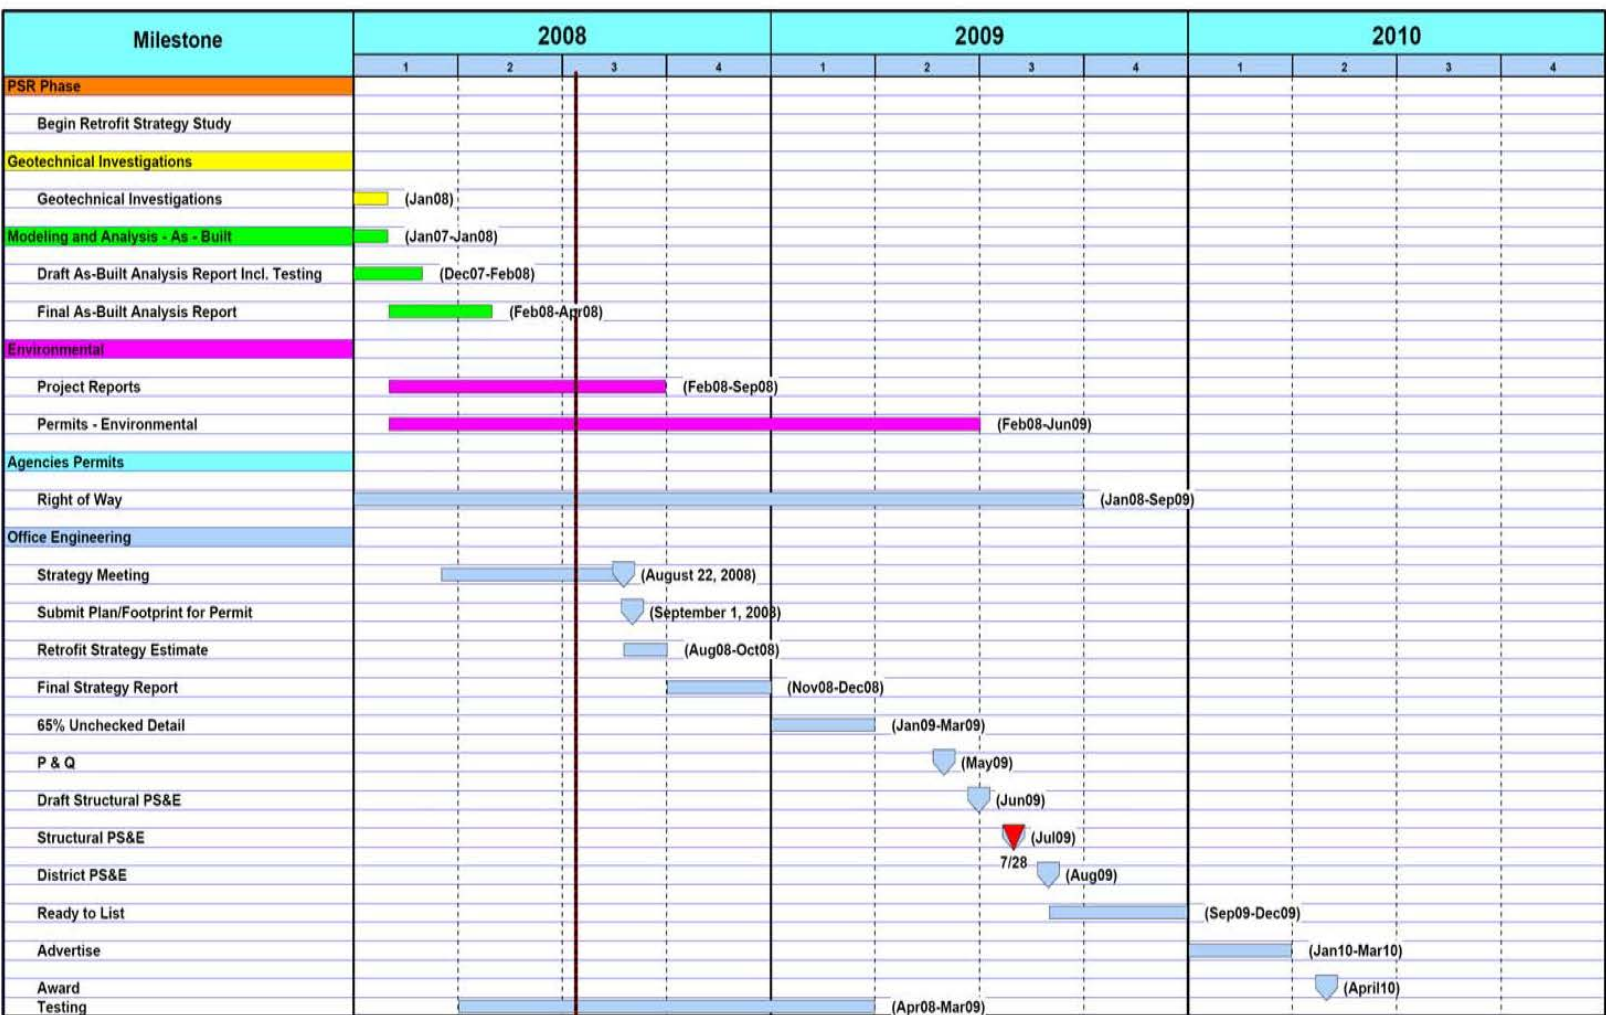 Milestone 2008 2009 2010
1 2 3 4 1 2 3 4 1 2 3 4
PSR Phase
Begin Retrofit Strategy Study
Geotechnical Investigations
Geotechnical Investigations (Jan08)
Modeling and Analysis - As - Built (Jan07-Jan08)
Draft As-Built Analysis Report Incl. Testing (Dec07-Feb08)
Final As-Built Analysis Report (Feb08-Apr08)
Environmental
Project Reports (Feb08-Sep08)
Permits - Environmental (Feb08-Jun09)
Agencies Permits
Right of Way (Jan08-Sep09)
Office Engineering
Strategy Meeting (August 22, 2008)
Submit Plan/Footprint for Permit (September 1, 2008)
Retrofit Strategy Estimate (Aug08-Oct08)
Final Strategy Report (Nov08-Dec08)
65% Unchecked Detail (Jan09-Mar09)
P & Q (May09)
Draft Structural PS&E (Jun09)
Structural PS&E (Jul09)
7/28
District PS&E (Aug09)
Ready to List (Sep09-Dec09)
Advertise (Jan10-Mar10)
Award (April10)
Testing (Apr08-Mar09)